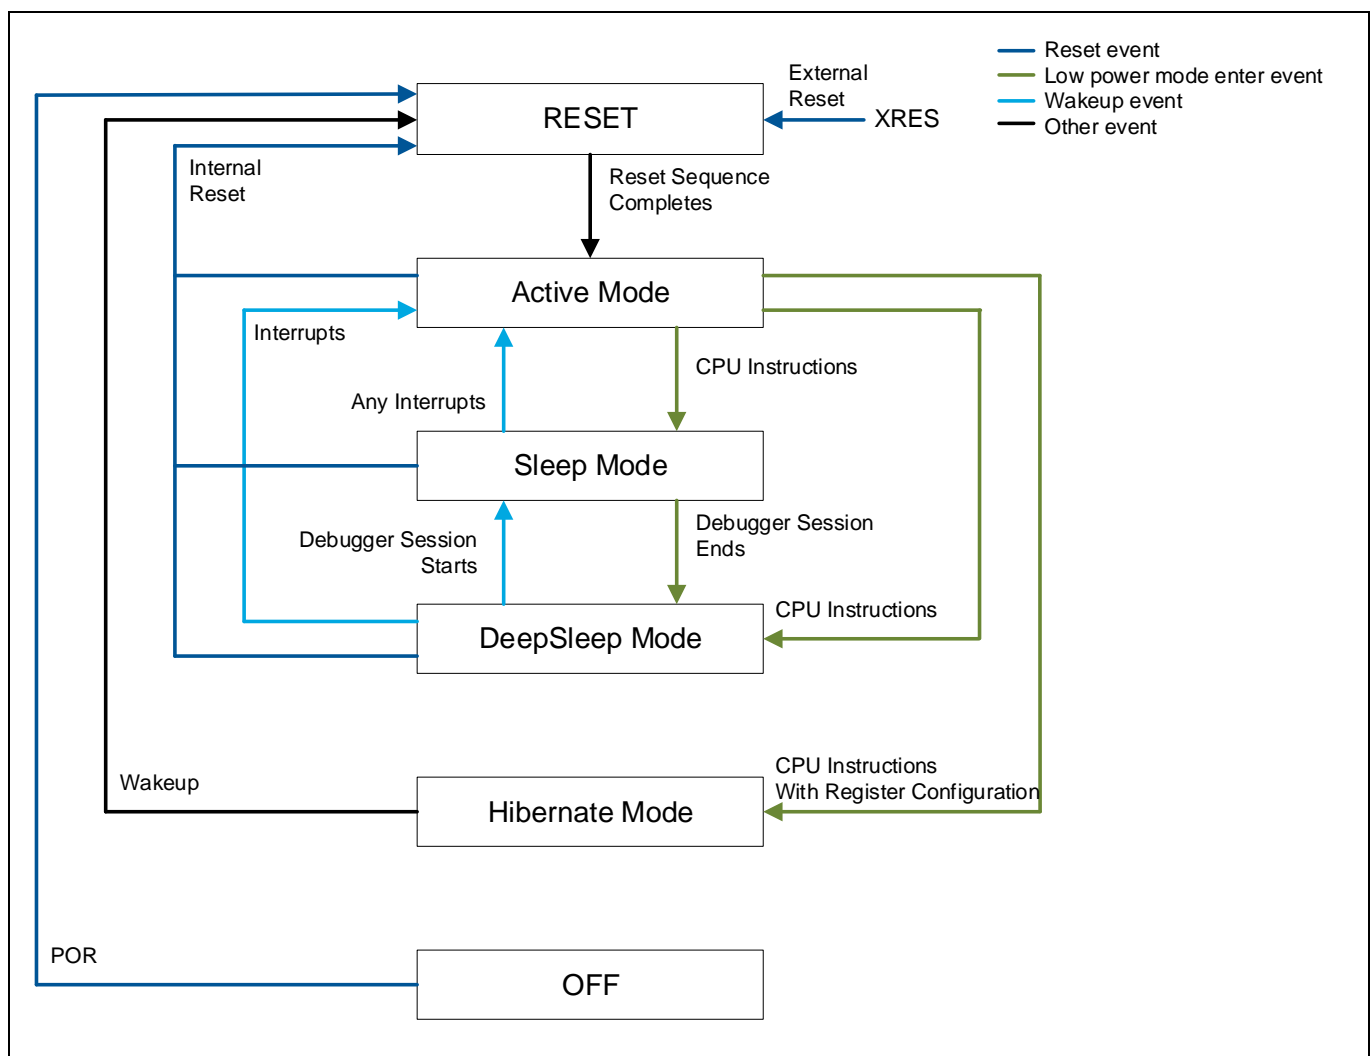 Reset event
Low power mode enter event
Wakeup event
Other event
External
Reset
XRES
RESET
Internal
Reset
Reset Sequence
Completes
Active Mode
Interrupts
CPU Instructions
Any Interrupts
Sleep Mode
Debugger Session
Starts
Debugger Session
Ends
CPU Instructions
DeepSleep Mode
CPU Instructions
With Register Configuration
Wakeup
Hibernate Mode
POR
OFF